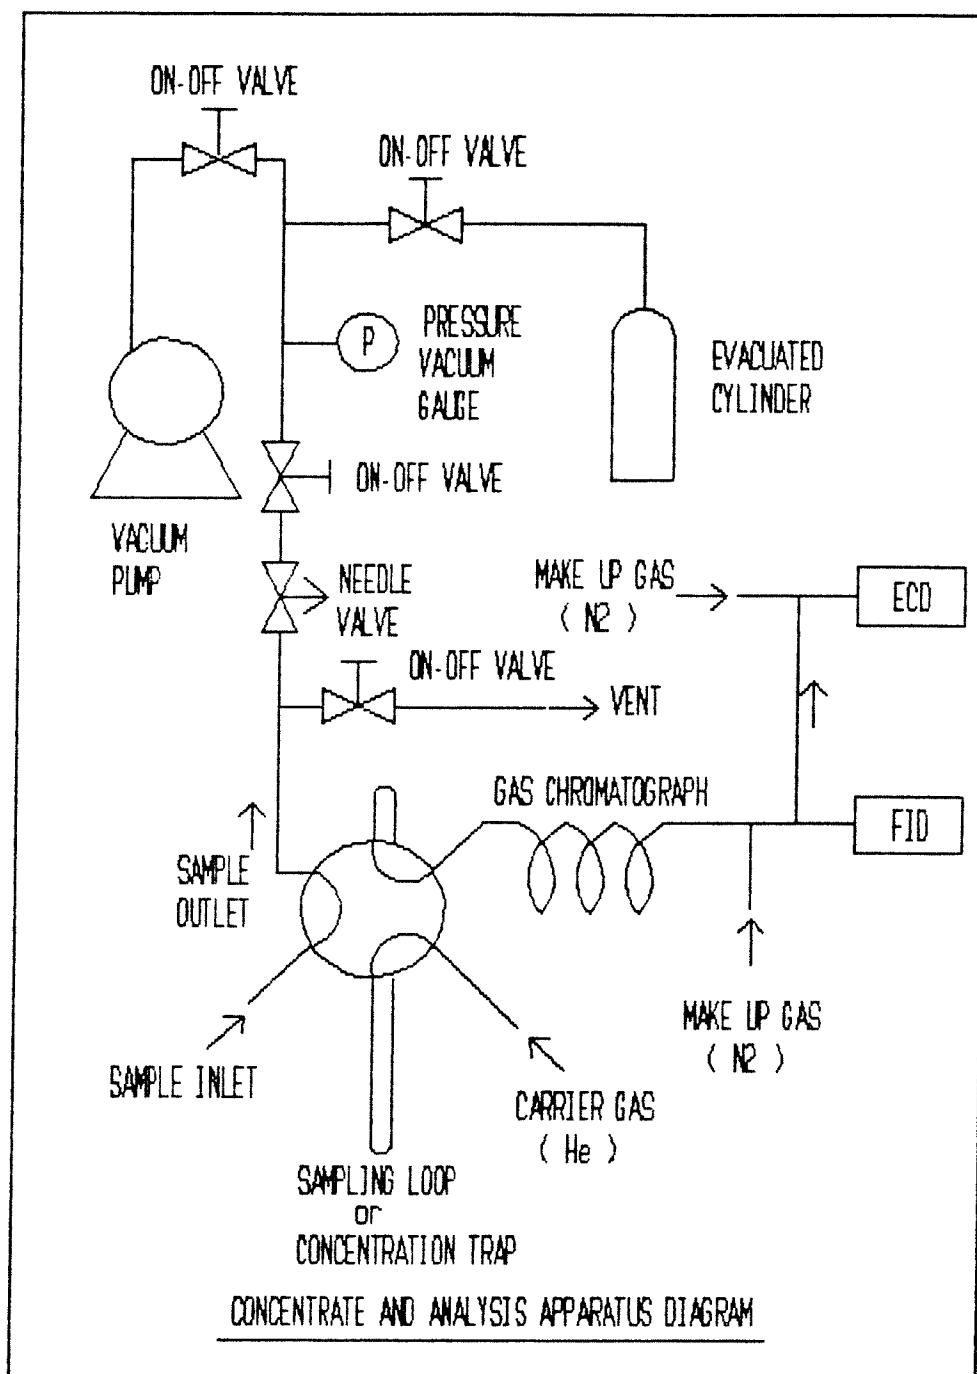 ON-OFF VALVE
ON-OFF VALVE
P
PRESSURE
VACUUM
GAUGE
EVACUATED
CYLINDER
ON-OFF VALVE
VACUUM
PUMP
NEEDLE
VALVE
MAKE UP GAS
( N2 )
ECD
ON-OFF VALVE
VENT
GAS CHROMATOGRAPH
FID
SAMPLE
OUTLET
MAKE UP GAS
( N2 )
SAMPLE INLET
CARRIER GAS
( He )
SAMPLING LOOP
or
CONCENTRATION TRAP
CONCENTRATE AND ANALYSIS APPARATUS DIAGRAM